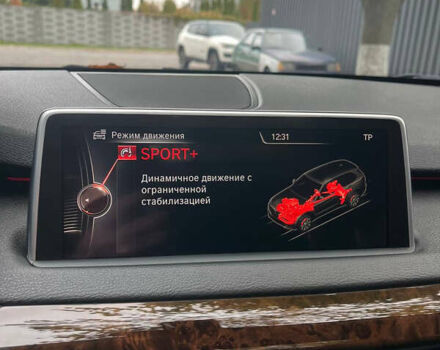 Режим движения
12:31
TP
SPORT+
Динамичное движение с
ограниченной
стабилизацией